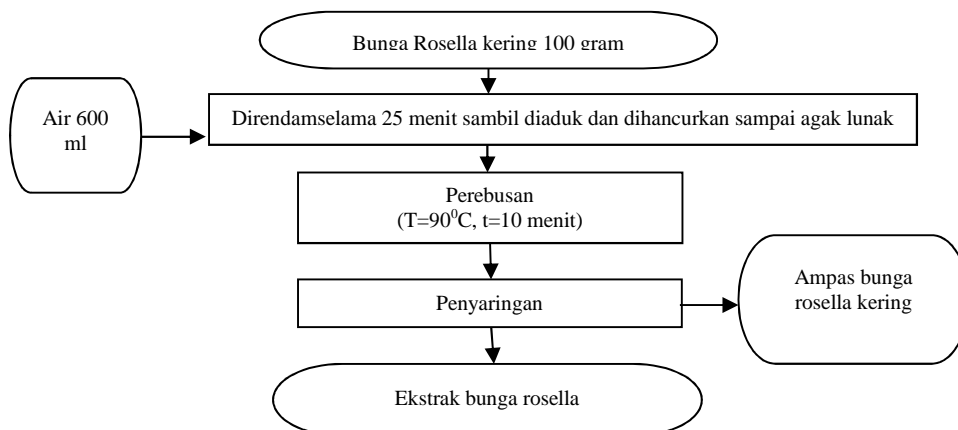 Bunga Rosella kering 100 gram
Air 600
ml
Direndamselama 25 menit sambil diaduk dan dihancurkan sampai agak lunak
Perebusan
(T=90⁰C, t=10 menit)
Penyaringan
Ampas bunga
rosella kering
Ekstrak bunga rosella